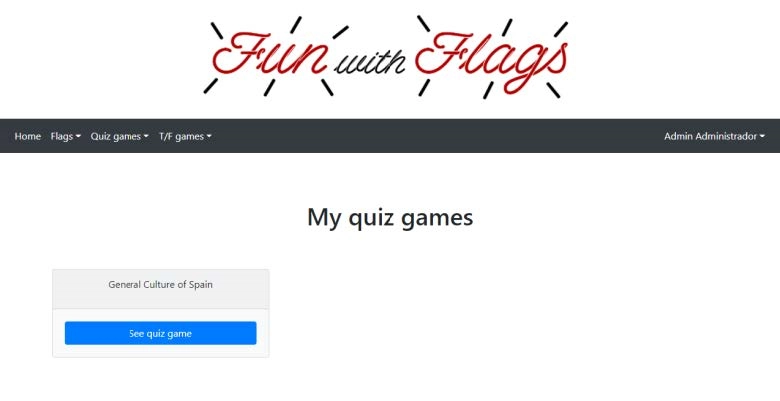 Fun with Flags
Home Flags Quiz games T/F games Admin Administrador
My quiz games
General Culture of Spain
See quiz game